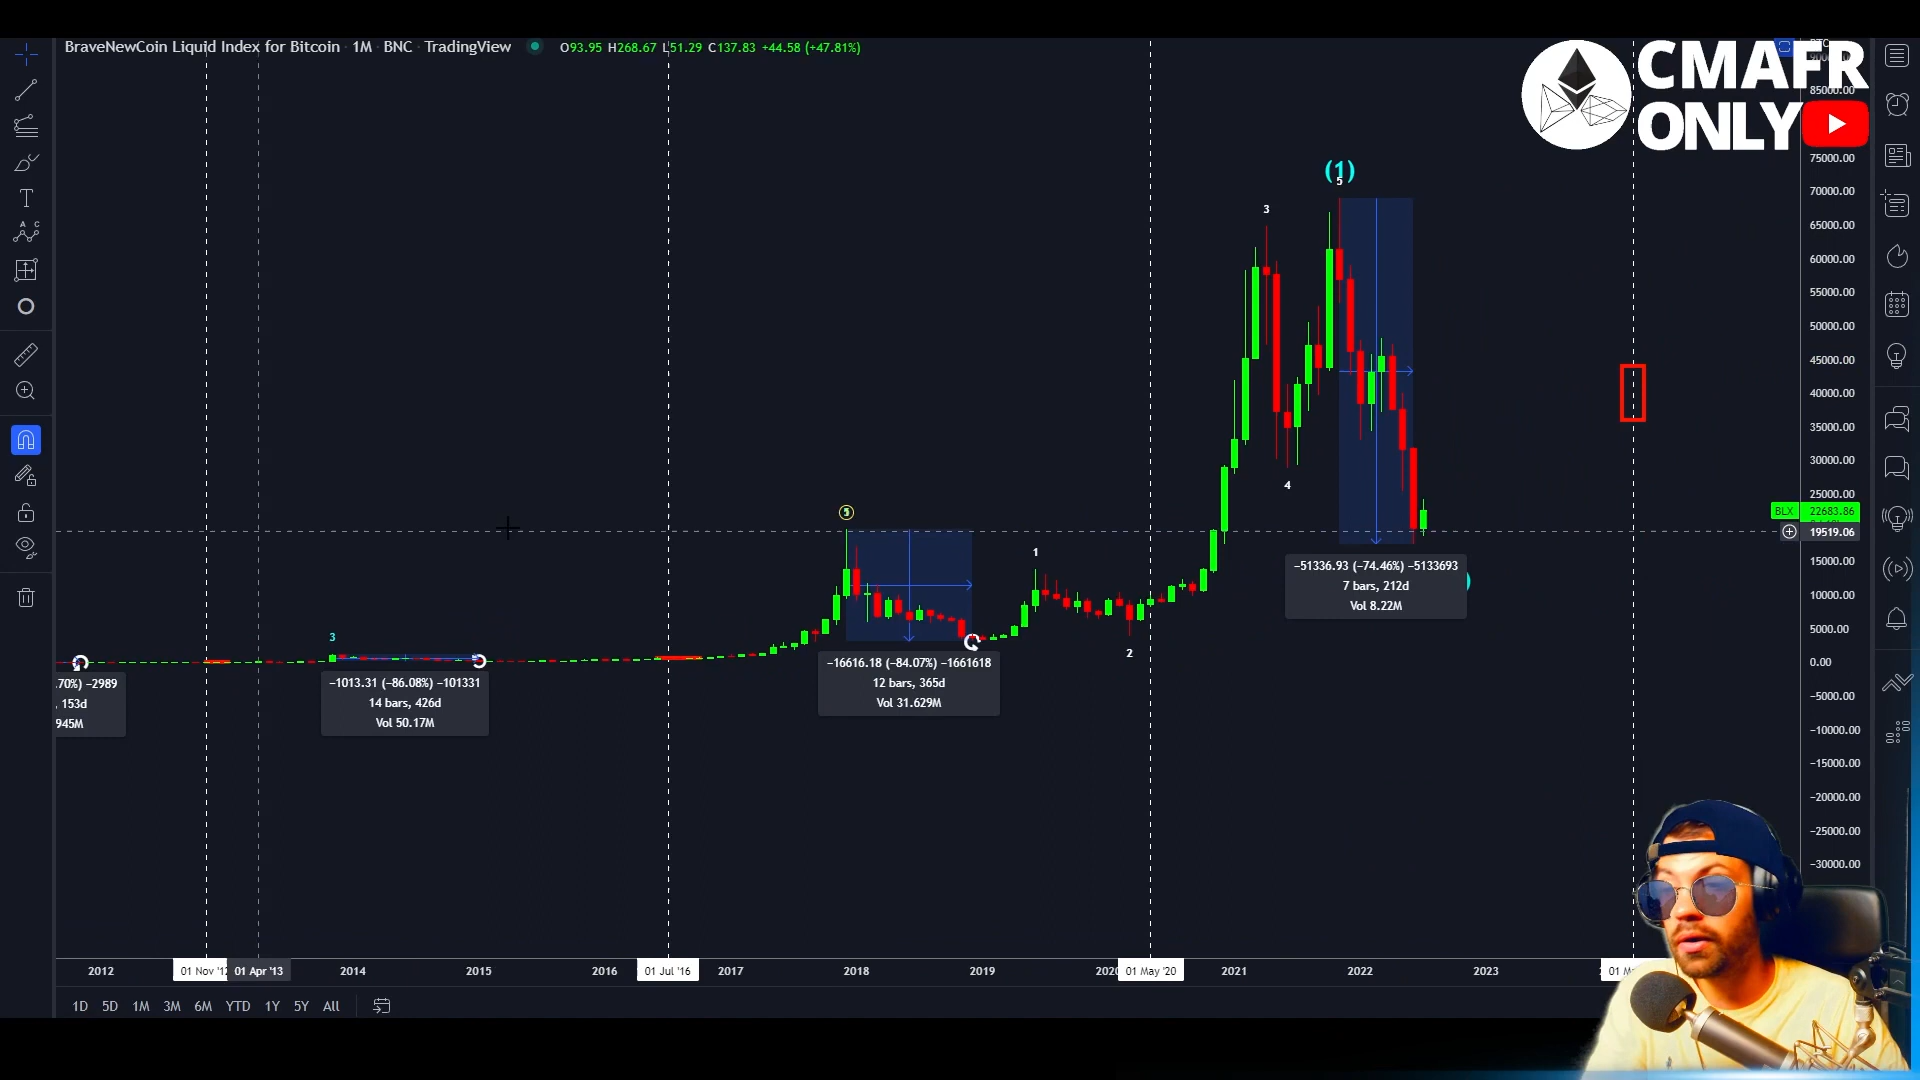 BraveNewCoin Liquid Index for Bitcoin · 1M · BNC · TradingView
O93.95 H268.67 L51.29 C137.83 +44.58 (+47.81%)
CMAFR
ONLY
85000.00
75000.00
70000.00
65000.00
60000.00
55000.00
50000.00
45000.00
40000.00
35000.00
30000.00
25000.00
BLX 22683.86
19519.06
15000.00
10000.00
5000.00
0.00
−5000.00
−10000.00
−15000.00
−20000.00
−25000.00
−30000.00
(1)
5
3
4
5
1
2
3
.70%) −2989
, 153d
945M
−1013.31 (−86.08%) −101331
14 bars, 426d
Vol 50.17M
−16616.18 (−84.07%) −1661618
12 bars, 365d
Vol 31.629M
−51336.93 (−74.46%) −5133693
7 bars, 212d
Vol 8.22M
2012 01 Nov '12 01 Apr '13 2014 2015 2016 01 Jul '16 2017 2018 2019 2020 01 May '20 2021 2022 2023
1D 5D 1M 3M 6M YTD 1Y 5Y All